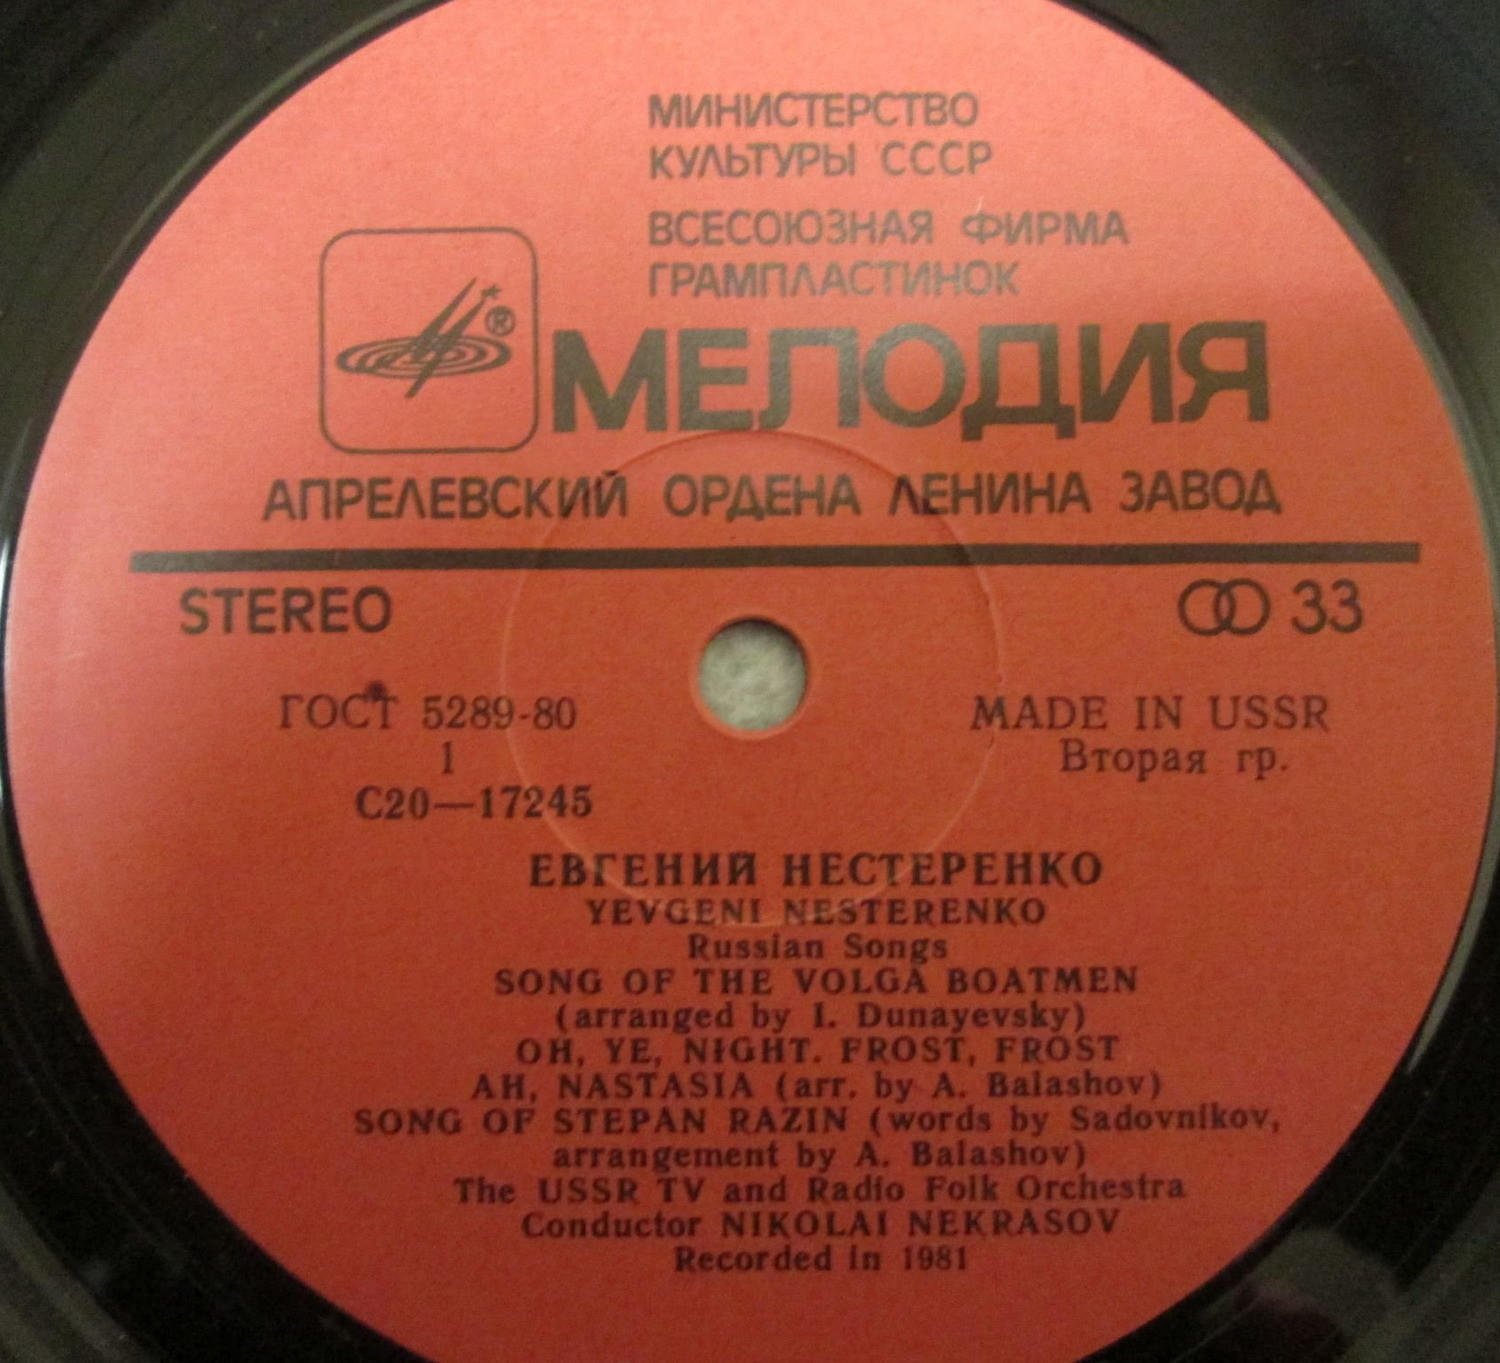 МИНИСТЕРСТВО
КУЛЬТУРЫ СССР
ВСЕСОЮЗНАЯ ФИРМА
ГРАМПЛАСТИНОК
®
МЕЛОДИЯ
АПРЕЛЕВСКИЙ ОРДЕНА ЛЕНИНА ЗАВОД
STEREO
33
ГОСТ 5289-80
1
С20—17245
MADE IN USSR
Вторая гр.
ЕВГЕНИЙ НЕСТЕРЕНКО
YEVGENI NESTERENKO
Russian Songs
SONG OF THE VOLGA BOATMEN
(arranged by I. Dunayevsky)
OH, YE, NIGHT. FROST, FROST
AH, NASTASIA (arr. by A. Balashov)
SONG OF STEPAN RAZIN (words by Sadovnikov,
arrangement by A. Balashov)
The USSR TV and Radio Folk Orchestra
Conductor NIKOLAI NEKRASOV
Recorded in 1981